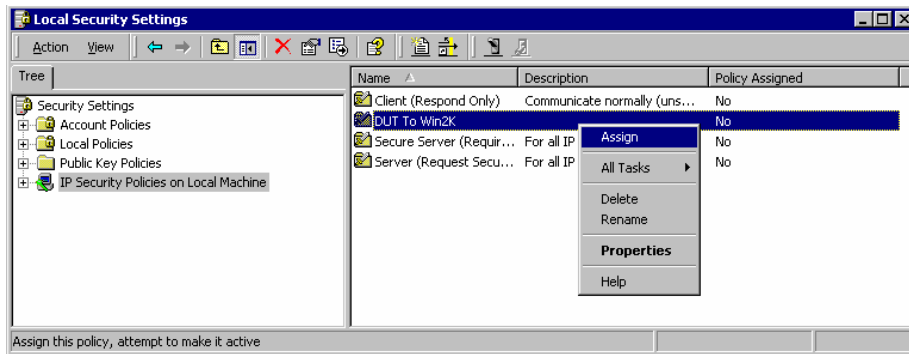 Local Security Settings
Action View
Tree
Name Description Policy Assigned
Security Settings
Account Policies
Local Policies
Public Key Policies
IP Security Policies on Local Machine
Client (Respond Only) Communicate normally (uns... No
DUT To Win2K No
Secure Server (Requir... For all IP No
Server (Request Secu... For all IP No
Assign
All Tasks
Delete
Rename
Properties
Help
Assign this policy, attempt to make it active